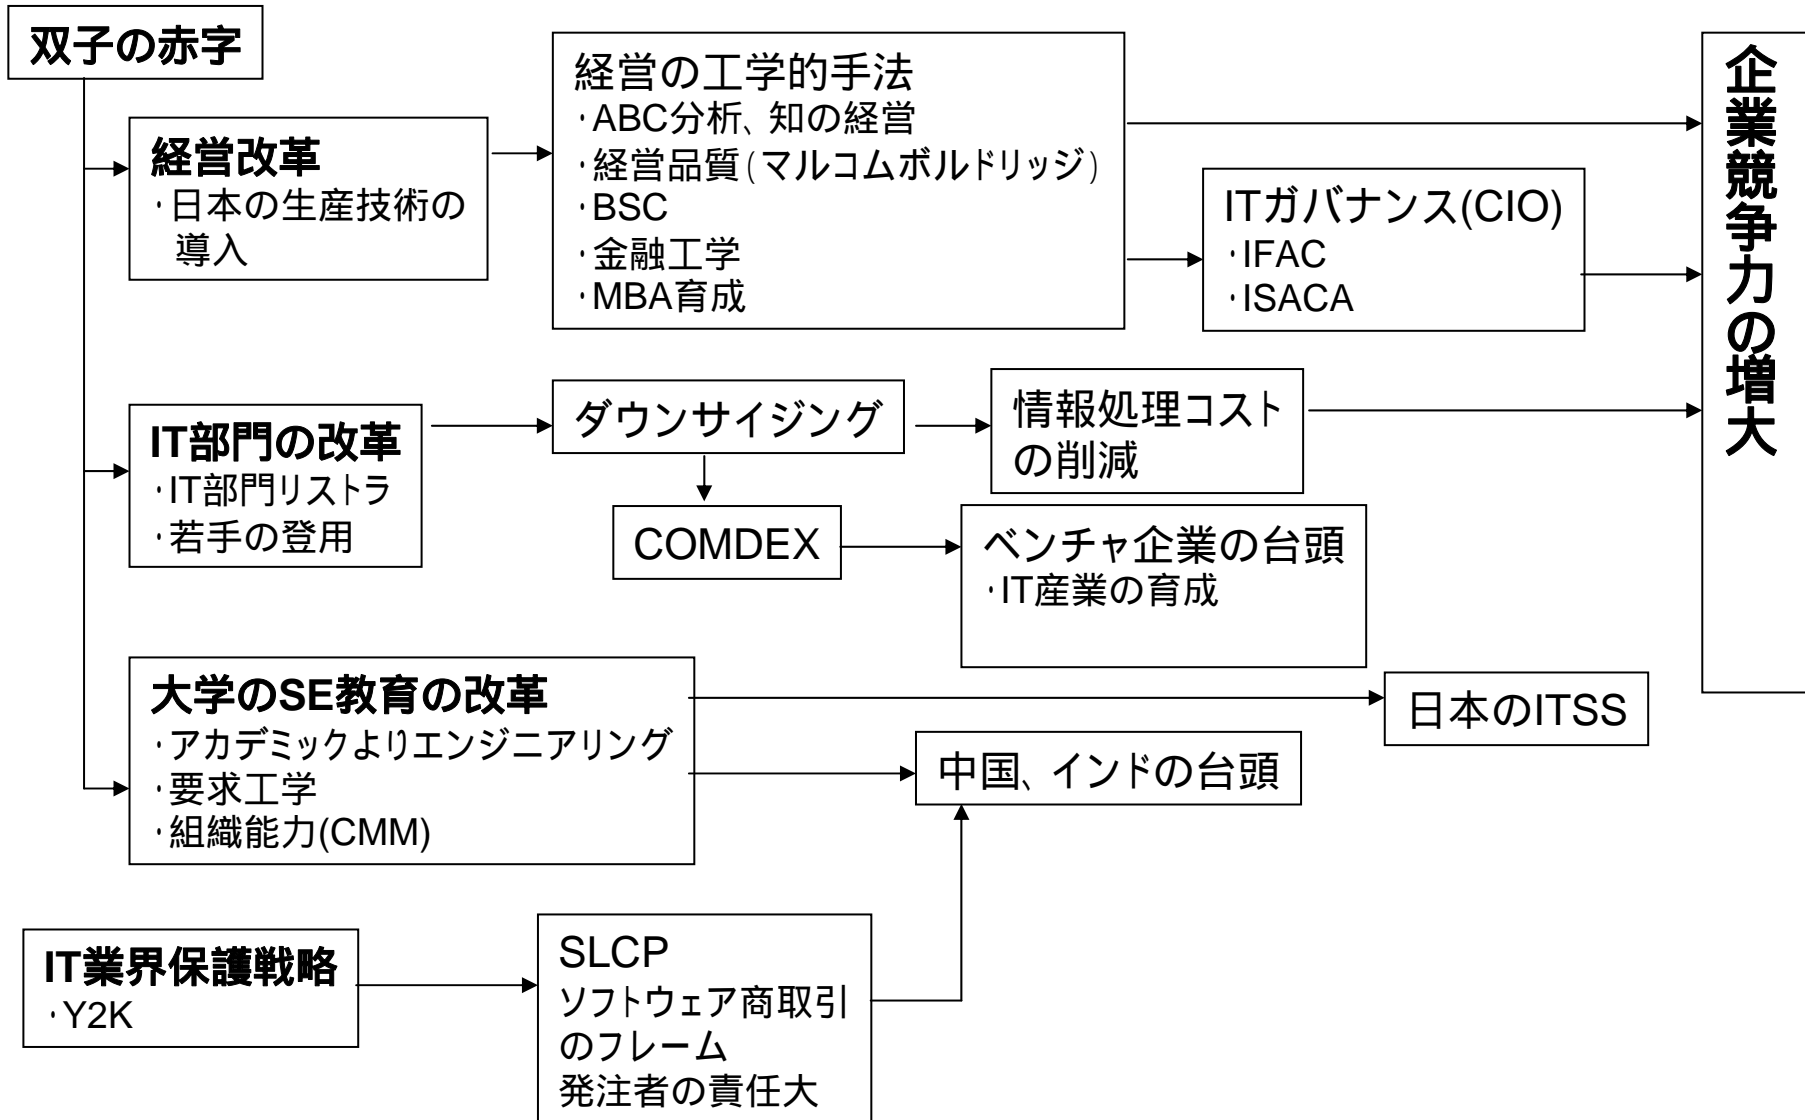 双子の赤字
経営改革
・日本の生産技術の
導入
経営の工学的手法
・ABC分析、知の経営
・経営品質(マルコムボルドリッジ)
・BSC
・金融工学
・MBA育成
ITガバナンス(CIO)
・IFAC
・ISACA
企業競争力の増大
IT部門の改革
・IT部門リストラ
・若手の登用
ダウンサイジング
情報処理コスト
の削減
COMDEX
ベンチャ企業の台頭
・IT産業の育成
大学のSE教育の改革
・アカデミックよりエンジニアリング
・要求工学
・組織能力(CMM)
日本のITSS
中国、インドの台頭
IT業界保護戦略
・Y2K
SLCP
ソフトウェア商取引
のフレーム
発注者の責任大